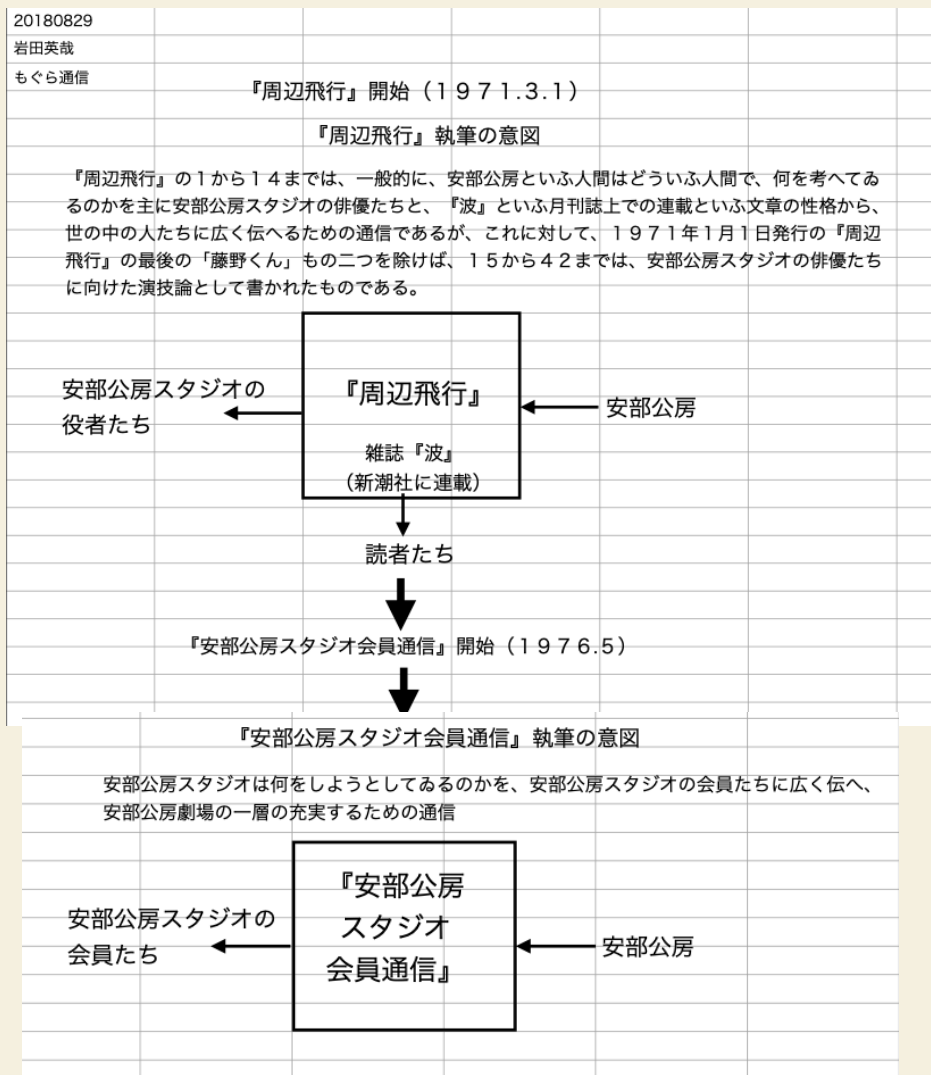 20180829
岩田英哉
もぐら通信
『周辺飛行』開始（１９７１.３.１）
『周辺飛行』執筆の意図
『周辺飛行』の１から１４までは、一般的に、安部公房といふ人間はどういふ人間で、何を考へてゐ
るのかを主に安部公房スタジオの俳優たちと、『波』といふ月刊誌上での連載といふ文章の性格から、
世の中の人たちに広く伝へるための通信であるが、これに対して、１９７１年１月１日発行の『周辺
飛行』の最後の「藤野くん」もの二つを除けば、１５から４２までは、安部公房スタジオの俳優たち
に向けた演技論として書かれたものである。
安部公房スタジオの
役者たち
『周辺飛行』
雑誌『波』
（新潮社に連載）
安部公房
読者たち
『安部公房スタジオ会員通信』開始（１９７６.５）
『安部公房スタジオ会員通信』執筆の意図
安部公房スタジオは何をしようとしてゐるのかを、安部公房スタジオの会員たちに広く伝へ、
安部公房劇場の一層の充実するための通信
安部公房スタジオの
会員たち
『安部公房
スタジオ
会員通信』
安部公房